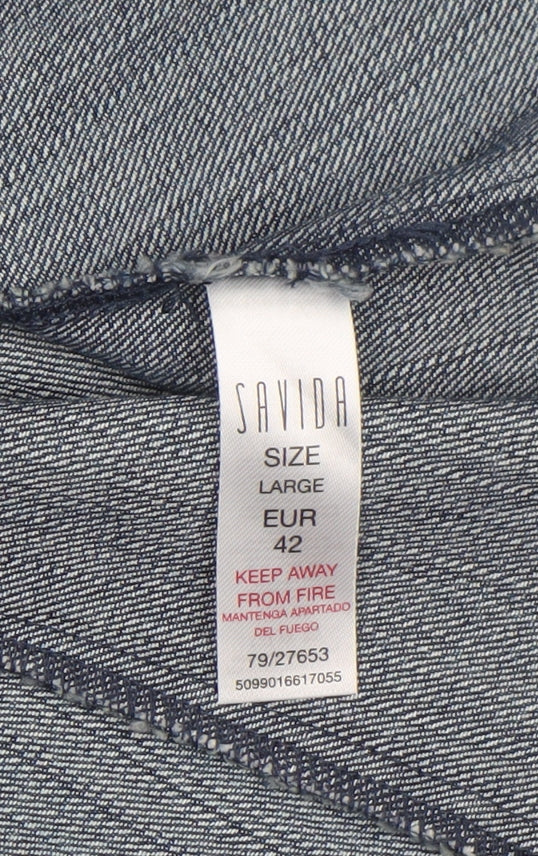 SAVIDA
SIZE
LARGE
EUR
42
KEEP AWAY
FROM FIRE
MANTENGA APARTADO
DEL FUEGO
79/27653
5099016617055